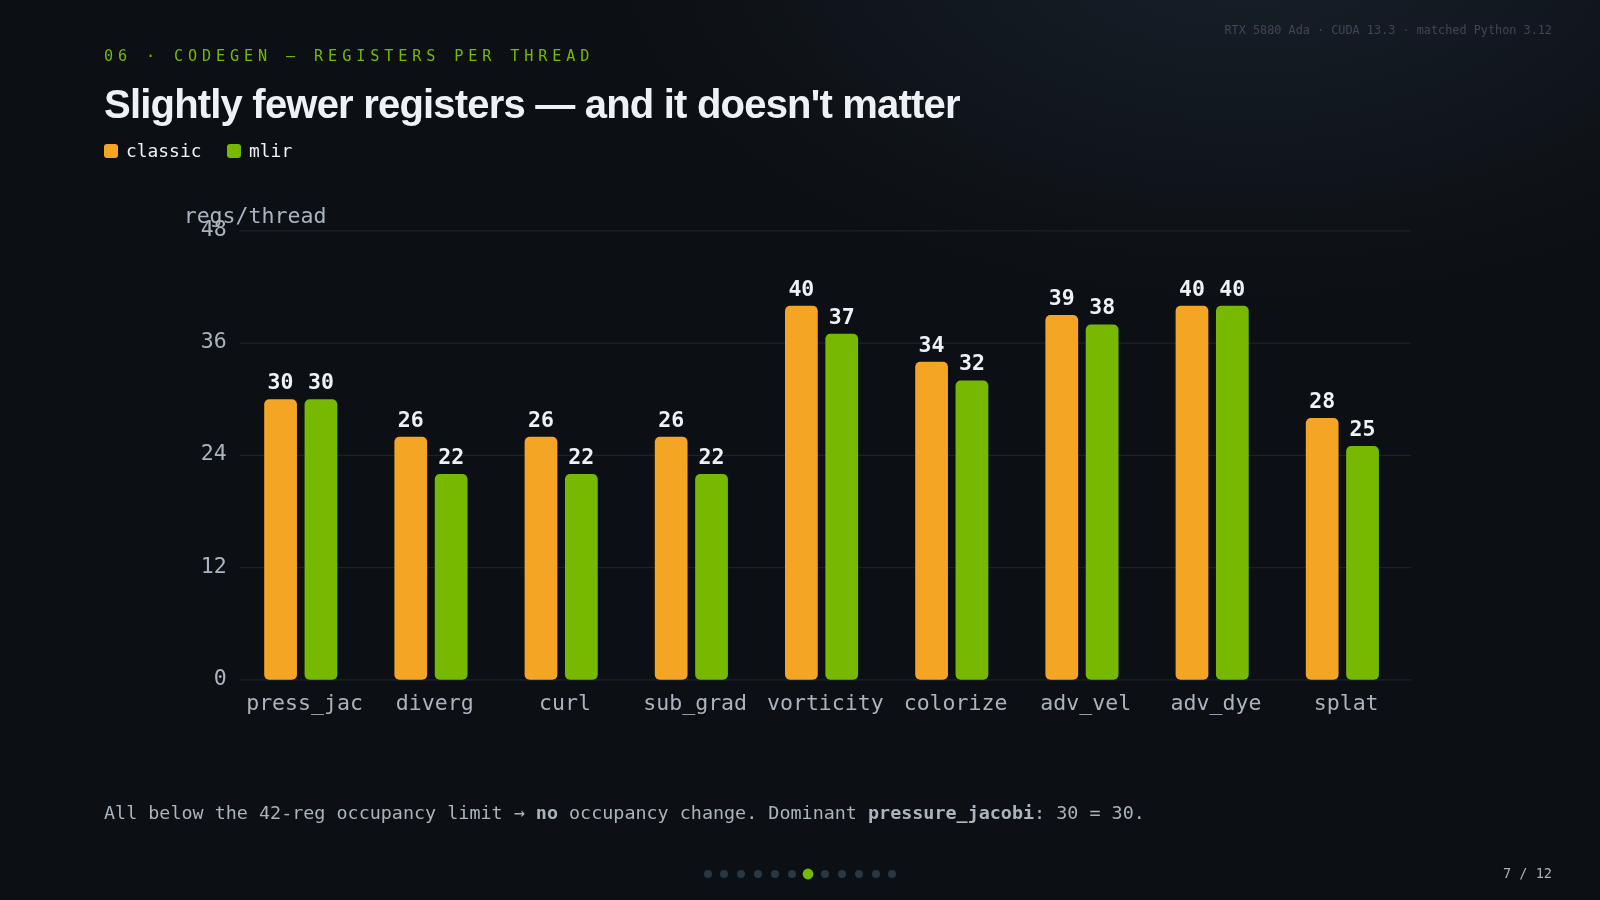 RTX 5880 Ada · CUDA 13.3 · matched Python 3.12
06 · CODEGEN — REGISTERS PER THREAD
Slightly fewer registers — and it doesn't matter
classic mlir
regs/thread
48
40 40 40
39 38
37
36
34
32
30 30
28
26 26 26
25
24
22 22 22
12
0
press_jac diverg curl sub_grad vorticity colorize adv_vel adv_dye splat
All below the 42-reg occupancy limit → no occupancy change. Dominant pressure_jacobi: 30 = 30.
7 / 12